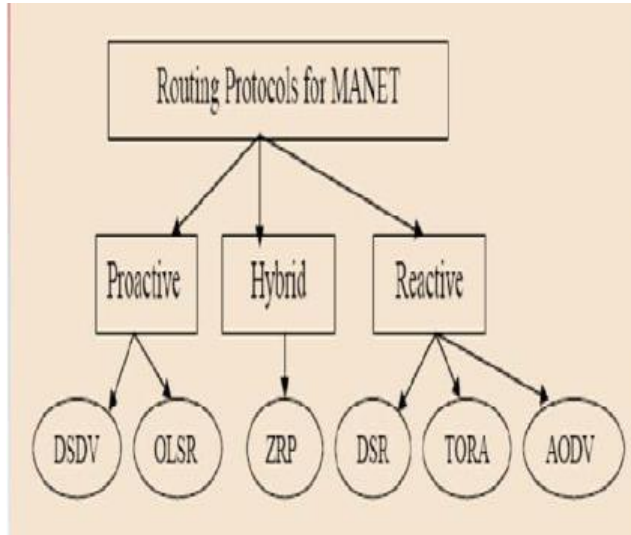 Routing Protocols for MANET
Proactive
Hybrid
Reactive
DSDV
OLSR
ZRP
DSR
TORA
AODV